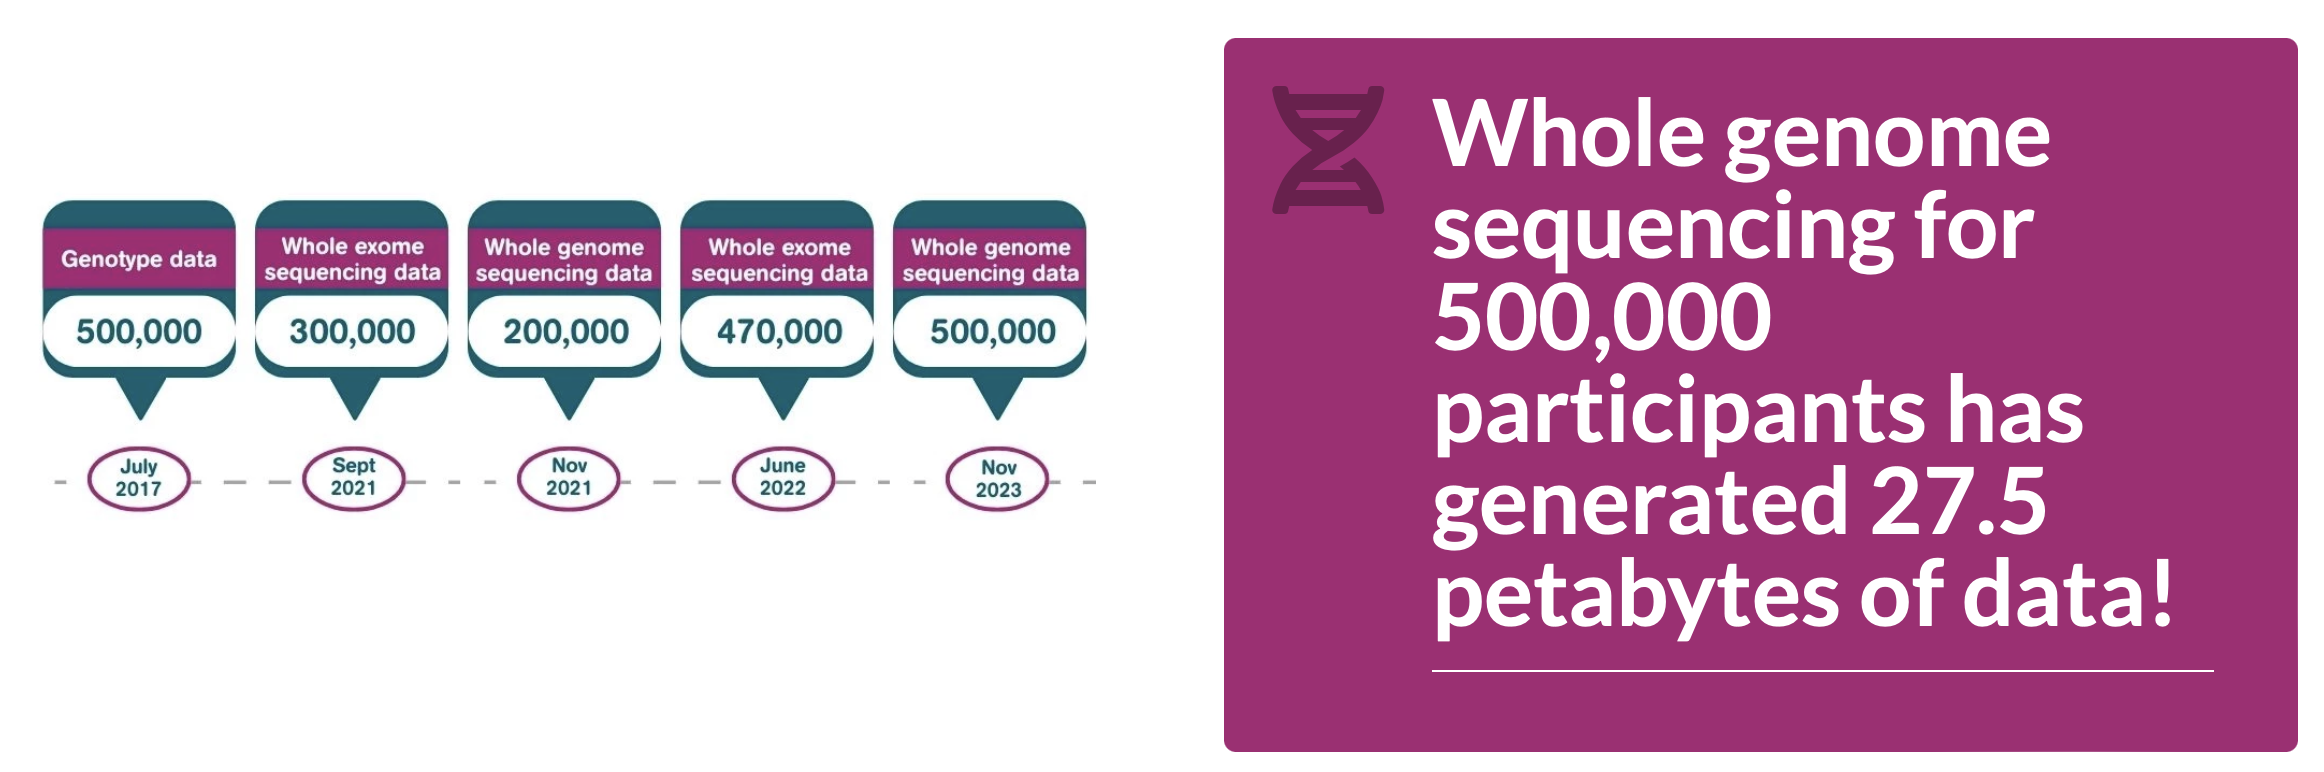 Genotype data
500,000
July
2017
Whole exome
sequencing data
300,000
Sept
2021
Whole genome
sequencing data
200,000
Nov
2021
Whole exome
sequencing data
470,000
June
2022
Whole genome
sequencing data
500,000
Nov
2023
Whole genome
sequencing for
500,000
participants has
generated 27.5
petabytes of data!